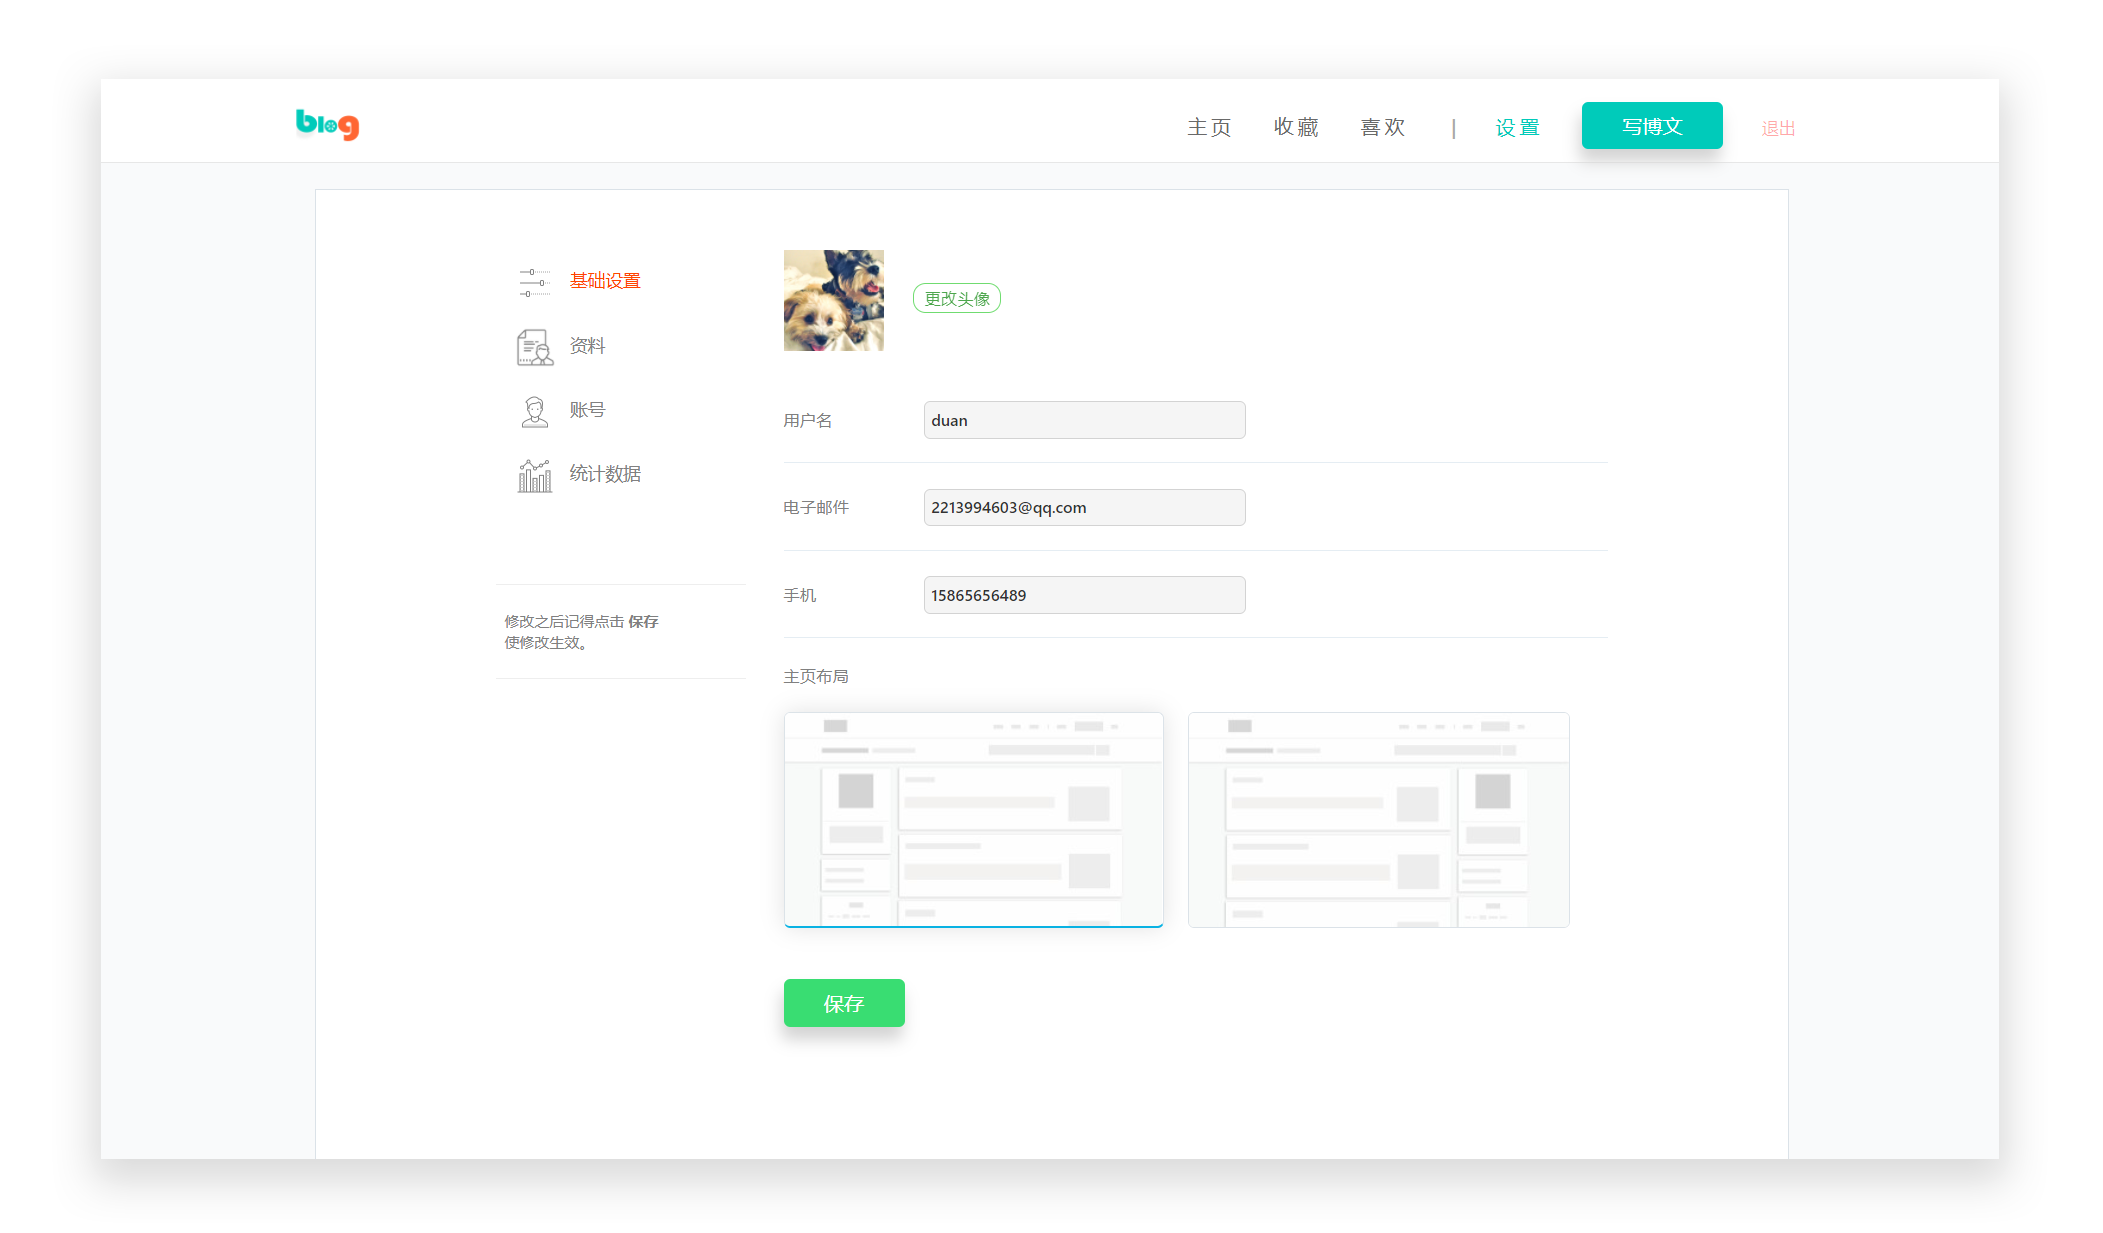 blog
主页 收藏 喜欢 | 设置 写博文 退出
基础设置
资料
账号
统计数据
修改之后记得点击 保存
使修改生效。
更改头像
用户名 duan
电子邮件 2213994603@qq.com
手机 15865656489
主页布局
保存